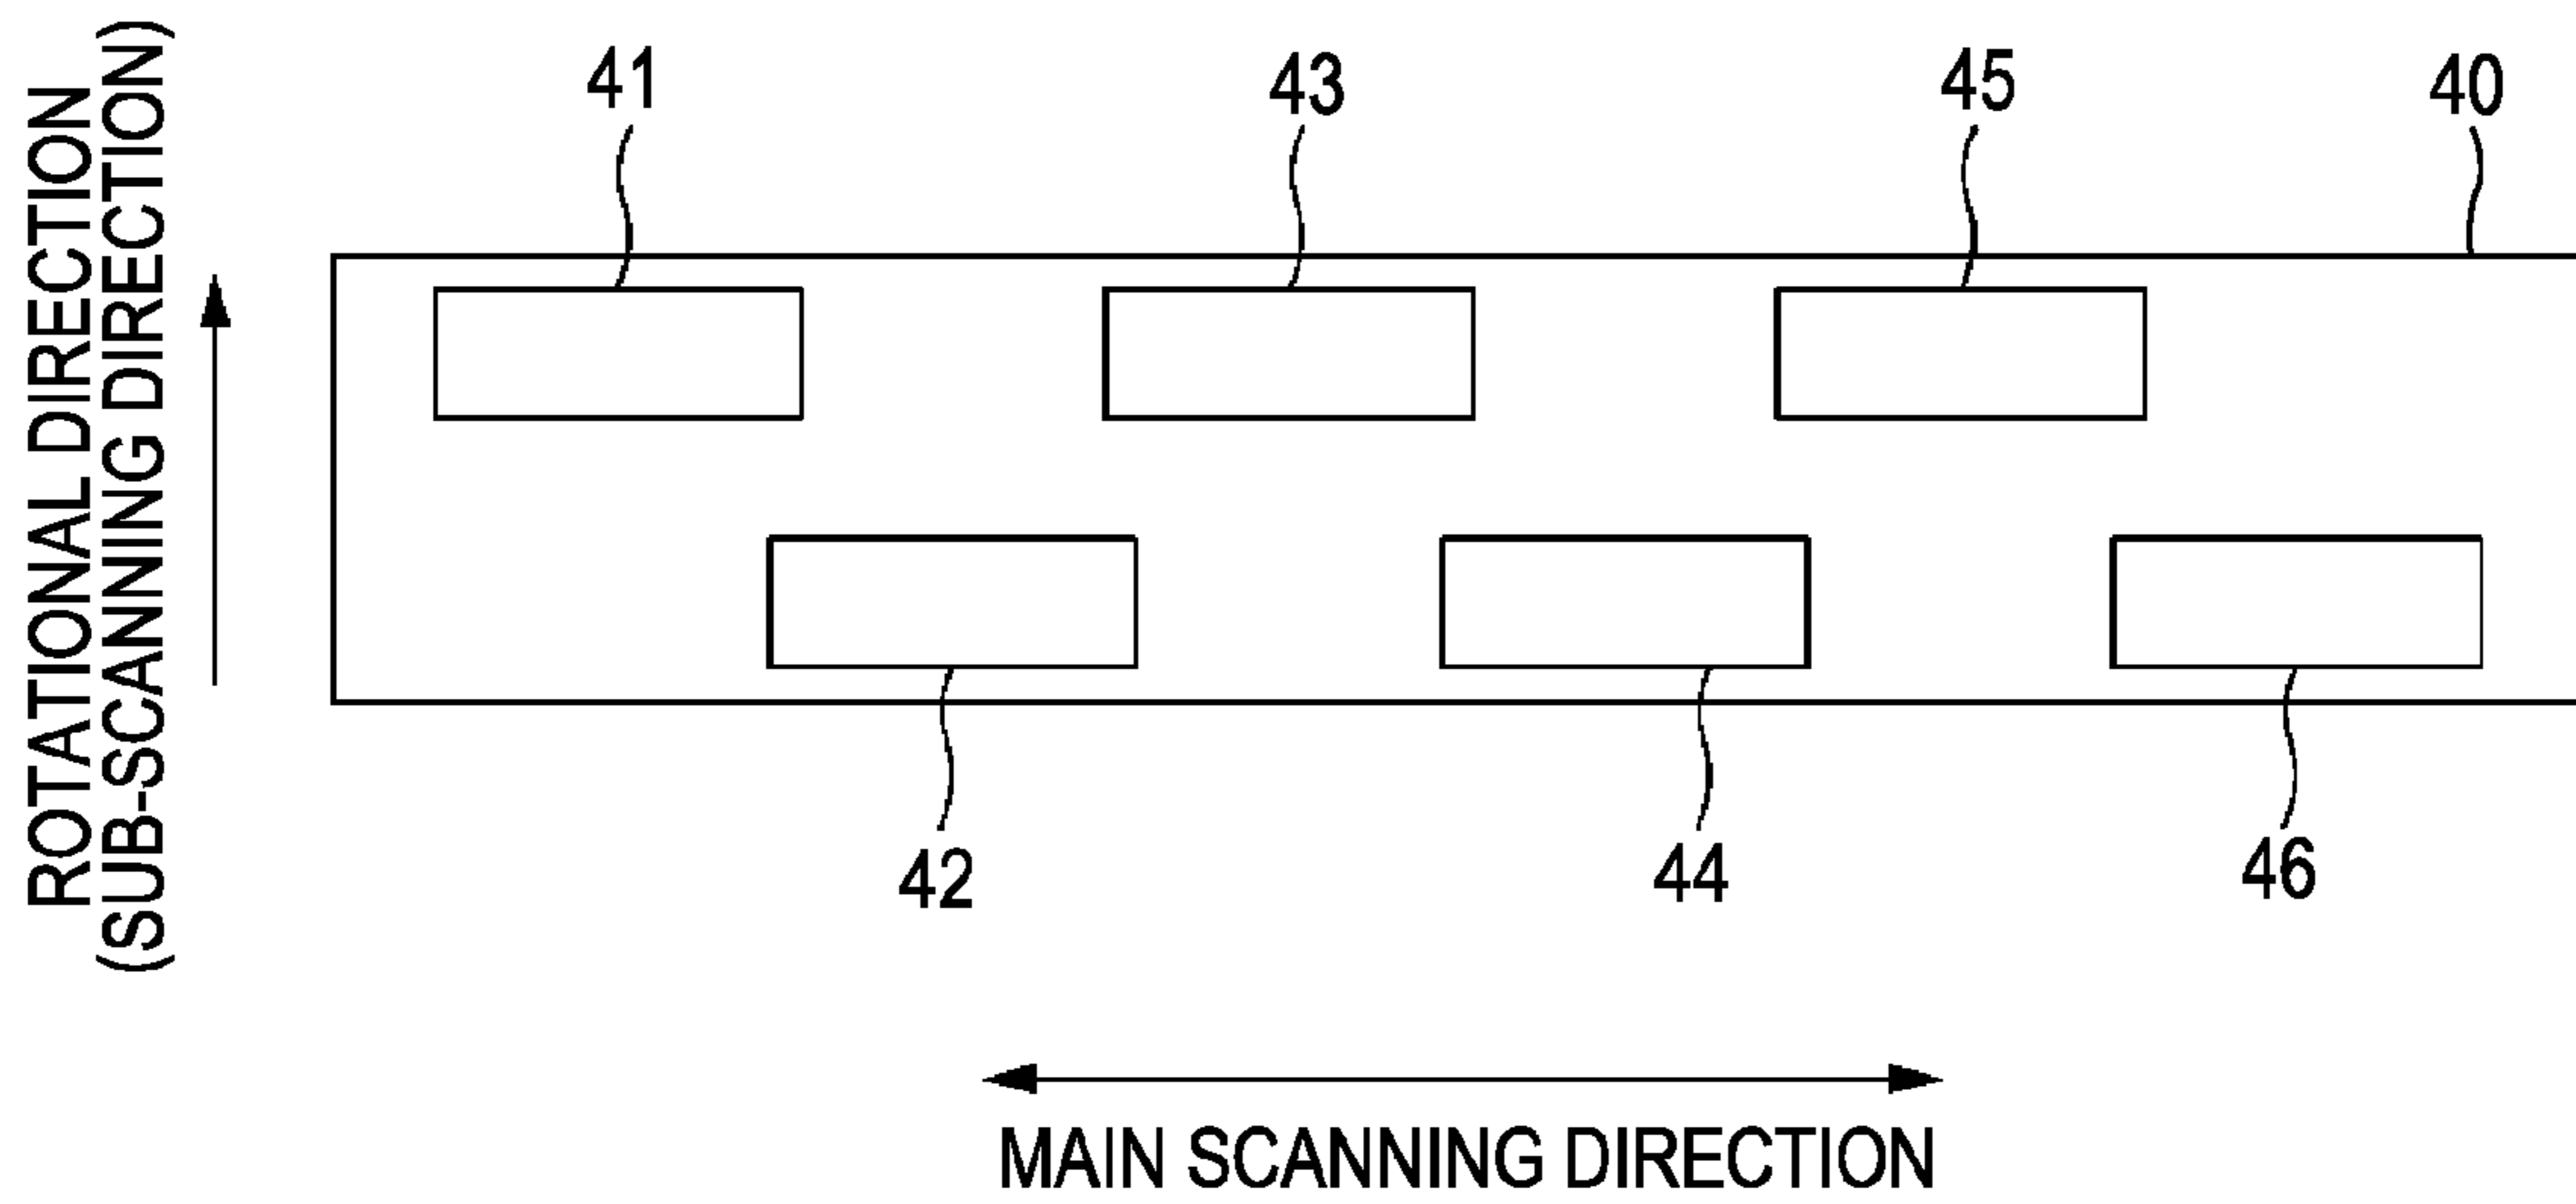 ROTATIONAL DIRECTION
(SUB-SCANNING DIRECTION)
41
43
45
40
42
44
46
MAIN SCANNING DIRECTION